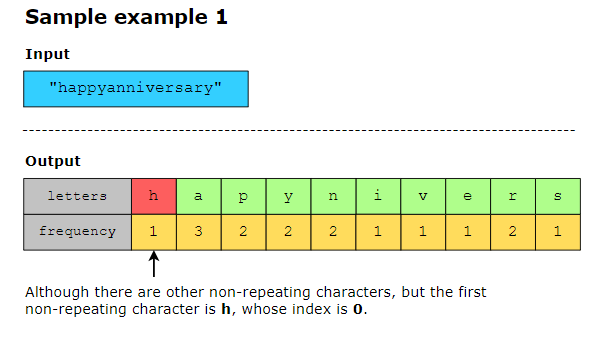 Sample example 1
Input
"happyanniversary"
Output
letters h a p y n i v e r s
frequency 1 3 2 2 2 1 1 1 2 1
Although there are other non-repeating characters, but the first
non-repeating character is h, whose index is 0.